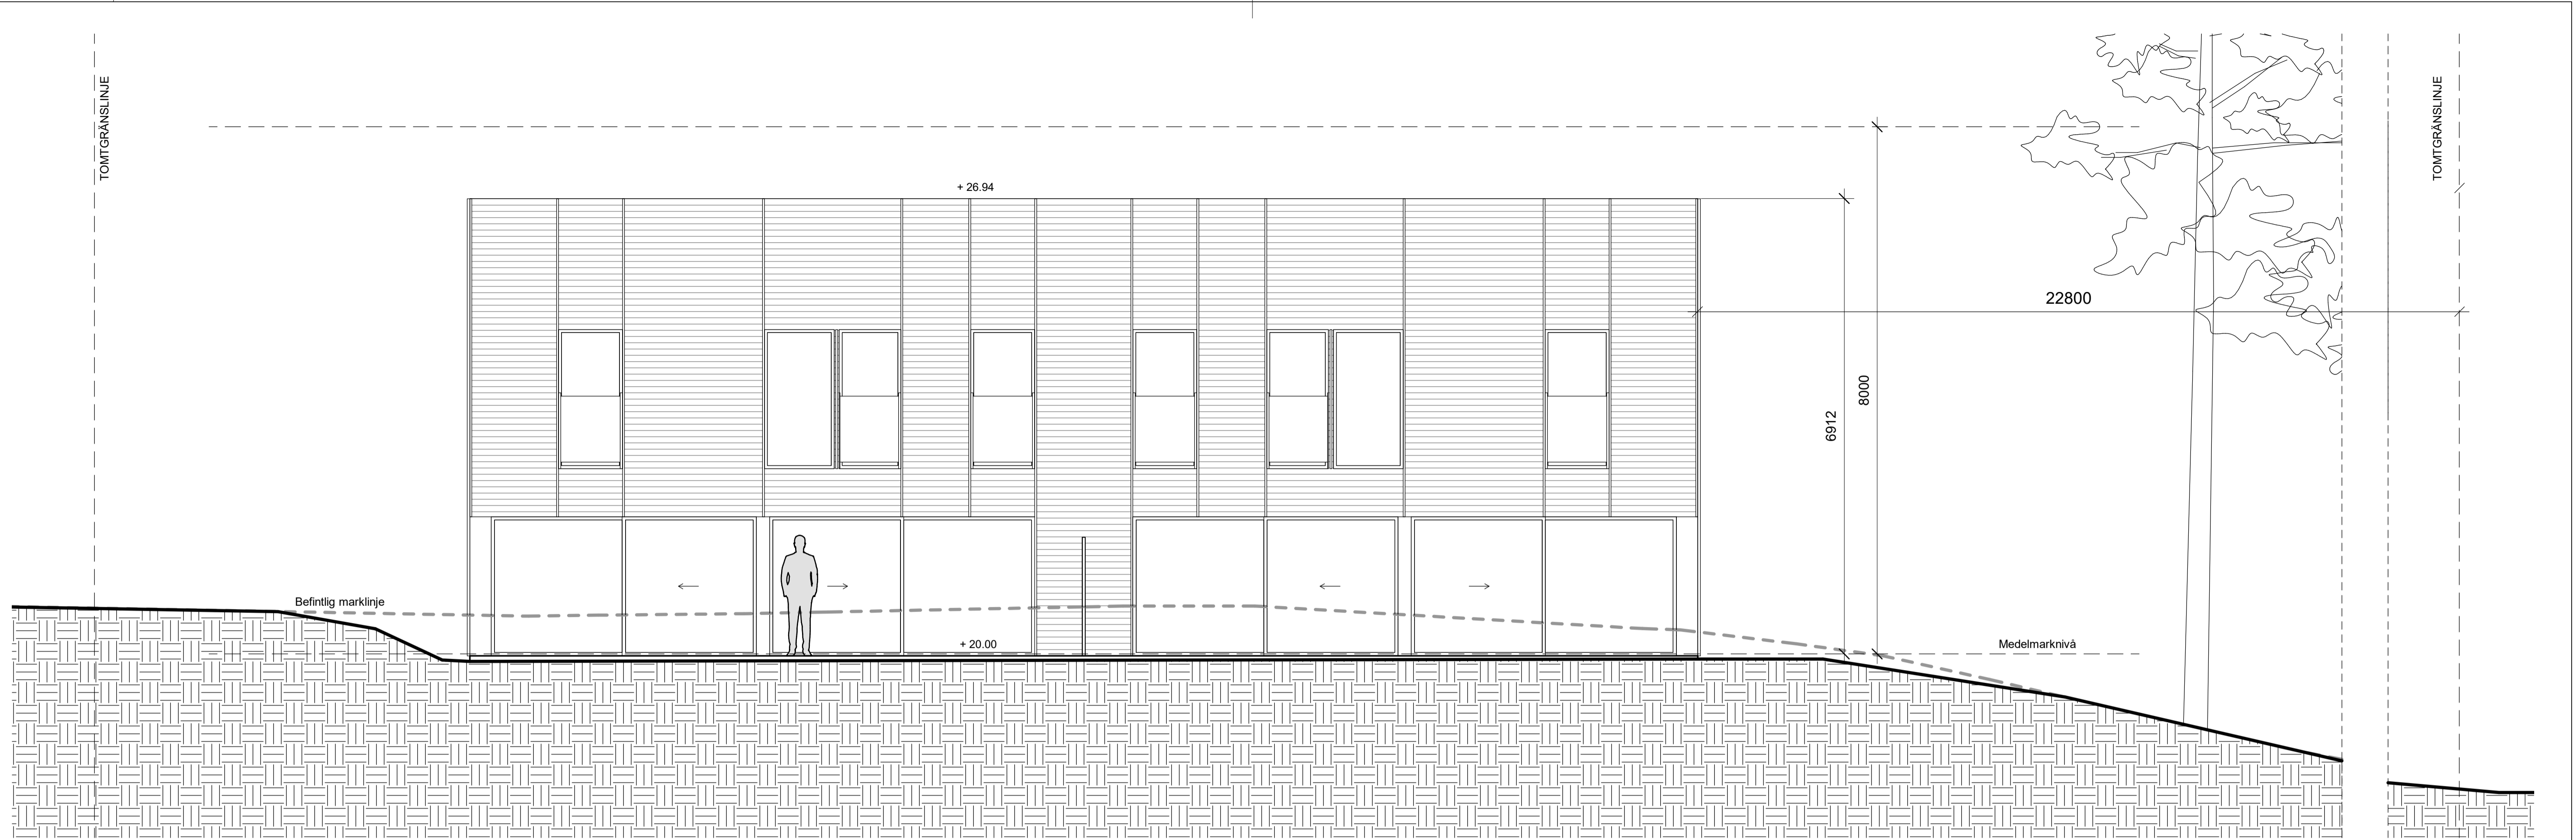 TOMTGRÄNSLINJE
TOMTGRÄNSLINJE
+ 26.94
22800
8000
6912
Befintlig marklinje
+ 20.00
Medelmarknivå